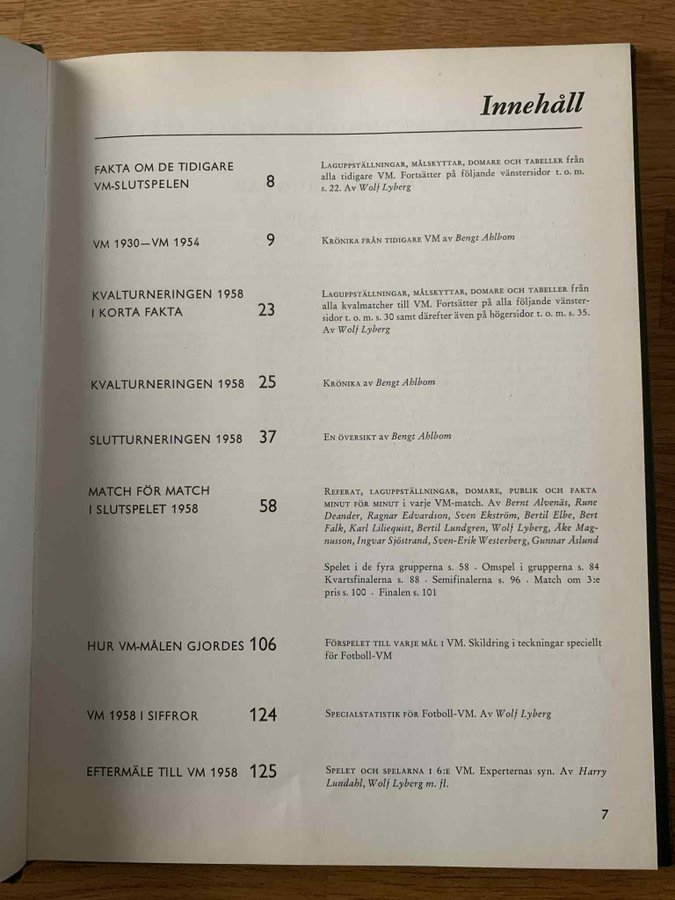 Innehåll
FAKTA OM DE TIDIGARE
VM-SLUTSPELEN 8
LAGUPPSTÄLLNINGAR, MÅLSKYTTAR, DOMARE OCH TABELLER från
alla tidigare VM. Fortsätter på följande vänstersidor t. o. m.
s. 22. Av Wolf Lyberg
VM 1930—VM 1954 9
KRÖNIKA FRÅN TIDIGARE VM av Bengt Ahlbom
KVALTURNERINGEN 1958
I KORTA FAKTA 23
LAGUPPSTÄLLNINGAR, MÅLSKYTTAR, DOMARE OCH TABELLER från
alla kvalmatcher till VM. Fortsätter på alla följande vänster-
sidor t. o. m. s. 30 samt därefter även på högersidor t. o. m. s. 35.
Av Wolf Lyberg
KVALTURNERINGEN 1958 25
KRÖNIKA av Bengt Ahlbom
SLUTTURNERINGEN 1958 37
EN ÖVERSIKT av Bengt Ahlbom
MATCH FÖR MATCH
I SLUTSPELET 1958 58
REFERAT, LAGUPPSTÄLLNINGAR, DOMARE, PUBLIK OCH FAKTA
MINUT FÖR MINUT i varje VM-match. Av Bernt Alvenäs, Rune
Deander, Ragnar Edvardson, Sven Ekström, Bertil Elbe, Bert
Falk, Karl Liliequist, Bertil Lundgren, Wolf Lyberg, Åke Mag-
nusson, Ingvar Sjöstrand, Sven-Erik Westerberg, Gunnar Åslund
Spelet i de fyra grupperna s. 58 · Omspel i grupperna s. 84
Kvartsfinalerna s. 88 · Semifinalerna s. 96 · Match om 3:e
pris s. 100 · Finalen s. 101
HUR VM-MÅLEN GJORDES 106
FÖRSPELET TILL VARJE MÅL I VM. Skildring i teckningar speciellt
för Fotboll-VM
VM 1958 I SIFFROR 124
SPECIALSTATISTIK FÖR Fotboll-VM. Av Wolf Lyberg
EFTERMÄLE TILL VM 1958 125
SPELET OCH SPELARNA I 6:E VM. Experternas syn. Av Harry
Lundahl, Wolf Lyberg m. fl.
7